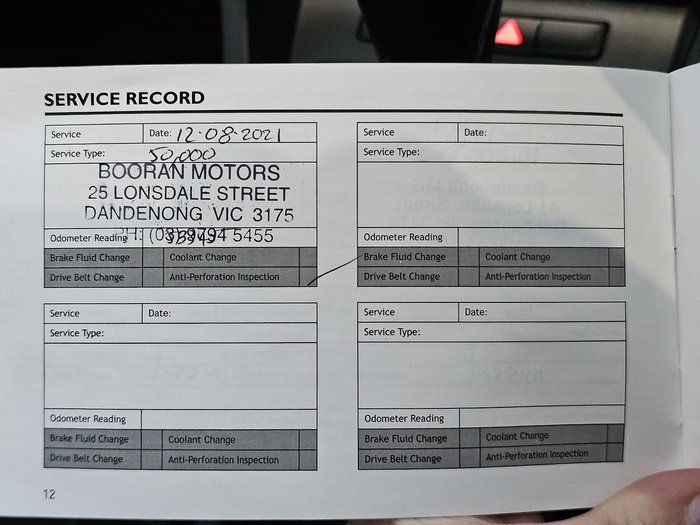 SERVICE RECORD
Service Date: 12·08·2021
Service Type: 50,000
BOORAN MOTORS
25 LONSDALE STREET
DANDENONG VIC 3175
PH: (03) 9794 5455
Odometer Reading
Brake Fluid Change Coolant Change
Drive Belt Change Anti-Perforation Inspection
Service Date:
Service Type:
Odometer Reading
Brake Fluid Change Coolant Change
Drive Belt Change Anti-Perforation Inspection
Service Date:
Service Type:
Odometer Reading
Brake Fluid Change Coolant Change
Drive Belt Change Anti-Perforation Inspection
Service Date:
Service Type:
Odometer Reading
Brake Fluid Change Coolant Change
Drive Belt Change Anti-Perforation Inspection
12